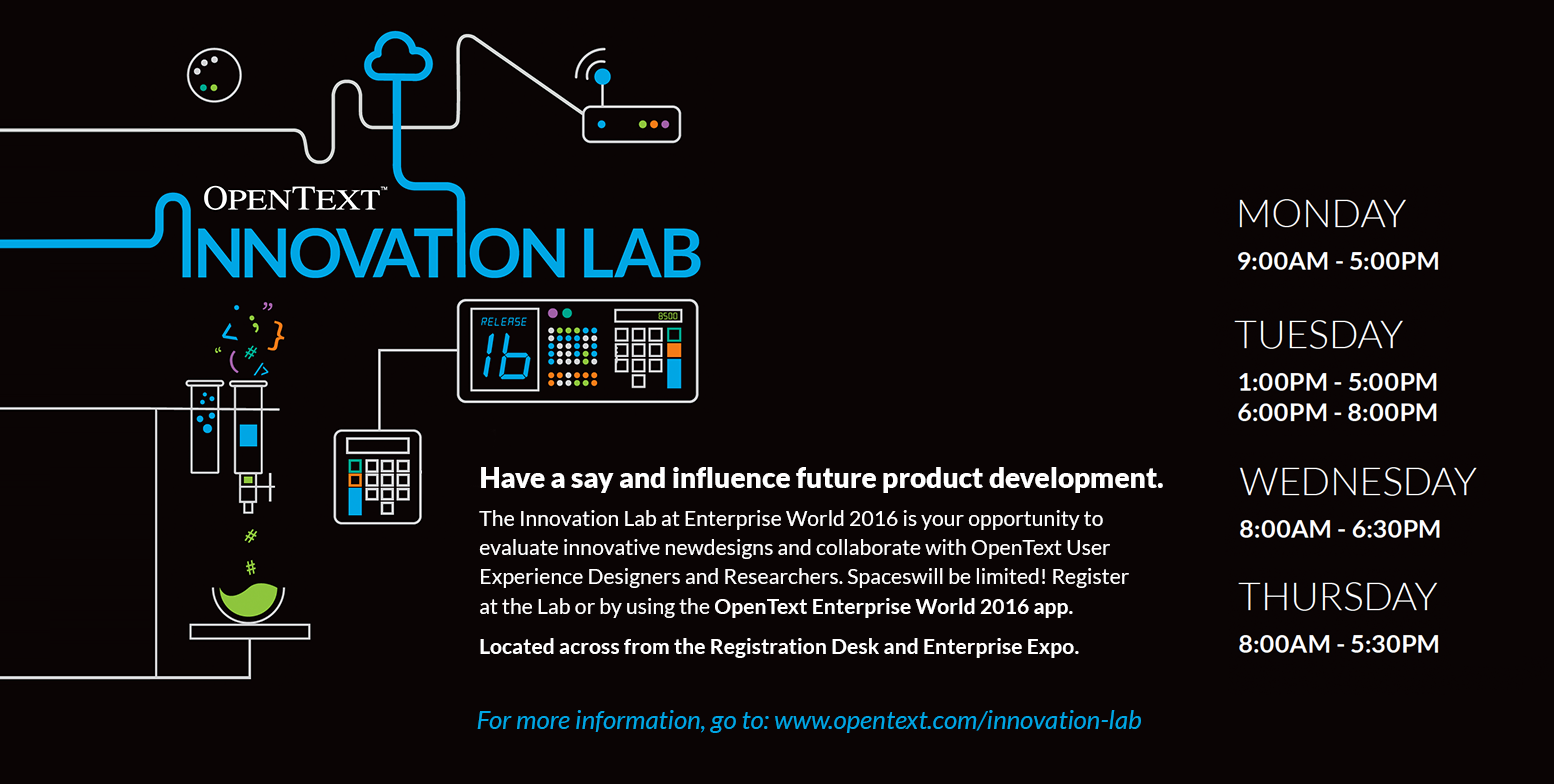 OPENTEXT™
INNOVATION LAB
” ; < } “ ( # />
RELEASE
16
8500
#
#
Have a say and influence future product development.
The Innovation Lab at Enterprise World 2016 is your opportunity to
evaluate innovative newdesigns and collaborate with OpenText User
Experience Designers and Researchers. Spaceswill be limited! Register
at the Lab or by using the OpenText Enterprise World 2016 app.
Located across from the Registration Desk and Enterprise Expo.
For more information, go to: www.opentext.com/innovation-lab
MONDAY
9:00AM - 5:00PM
TUESDAY
1:00PM - 5:00PM
6:00PM - 8:00PM
WEDNESDAY
8:00AM - 6:30PM
THURSDAY
8:00AM - 5:30PM